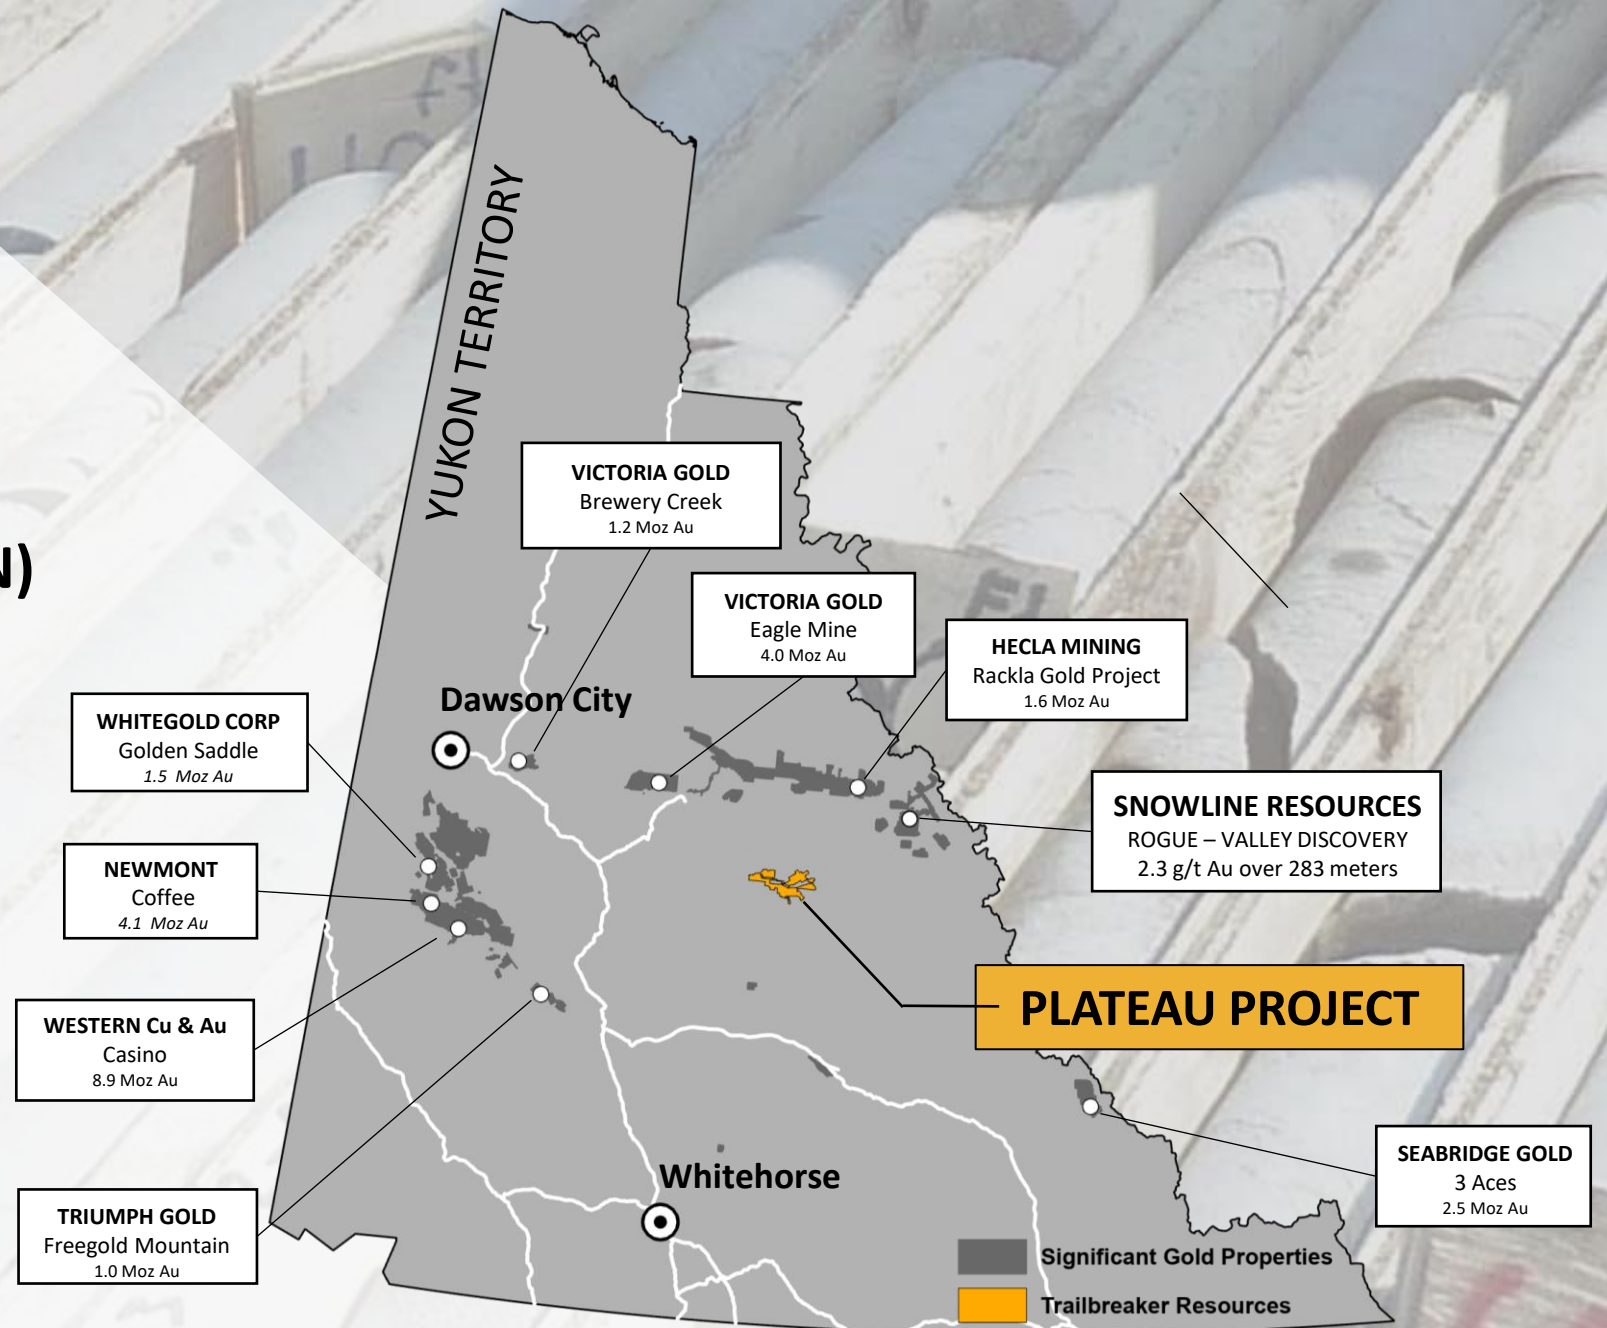 YUKON TERRITORY
VICTORIA GOLD
Brewery Creek
1.2 Moz Au
N)
VICTORIA GOLD
Eagle Mine
4.0 Moz Au
HECLA MINING
Rackla Gold Project
1.6 Moz Au
Dawson City
WHITEGOLD CORP
Golden Saddle
1.5 Moz Au
SNOWLINE RESOURCES
ROGUE – VALLEY DISCOVERY
2.3 g/t Au over 283 meters
NEWMONT
Coffee
4.1 Moz Au
PLATEAU PROJECT
WESTERN Cu & Au
Casino
8.9 Moz Au
SEABRIDGE GOLD
3 Aces
2.5 Moz Au
Whitehorse
TRIUMPH GOLD
Freegold Mountain
1.0 Moz Au
Significant Gold Properties
Trailbreaker Resources